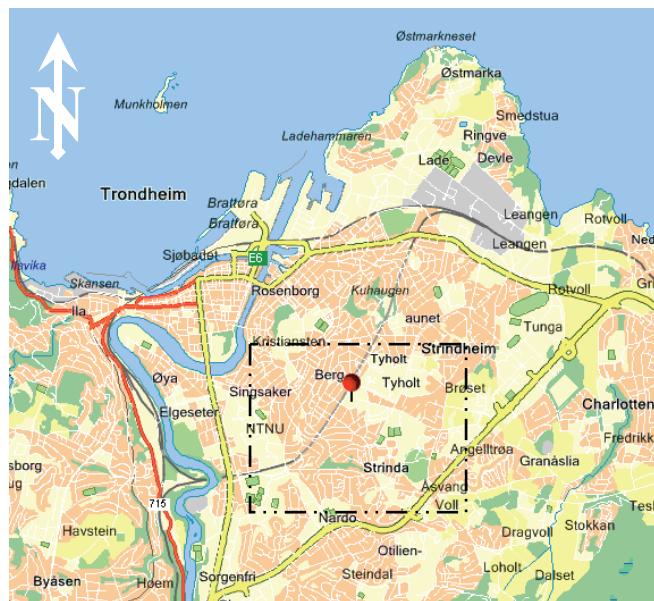 Østmarkneset
Østmarka
N
Munkholmen
Smedstua
Ladehammaren
Ringve
Lade
Devle
Trondheim
Brattøra
Brattøra
Leangen
Rotvoll
Leangen
Sjøbadet
E6
Skansen
Rosenborg
Kuhaugen
Rotvoll
Ila
aunet
Tunga
Kristiansten
Strindheim
Tyholt
Øya
Berg
Tyholt
Singsaker
Brøset
Elgeseter
Charlotten
NTNU
Fredrikk
Angelltrøa
Strinda
Granåslia
Åsvang
715
Voll
Nardo
Stokkan
Havstein
Dragvoll
Otilien-
Loholt
Byåsen
Hoem
Sorgenfri
Steindal
Dalset